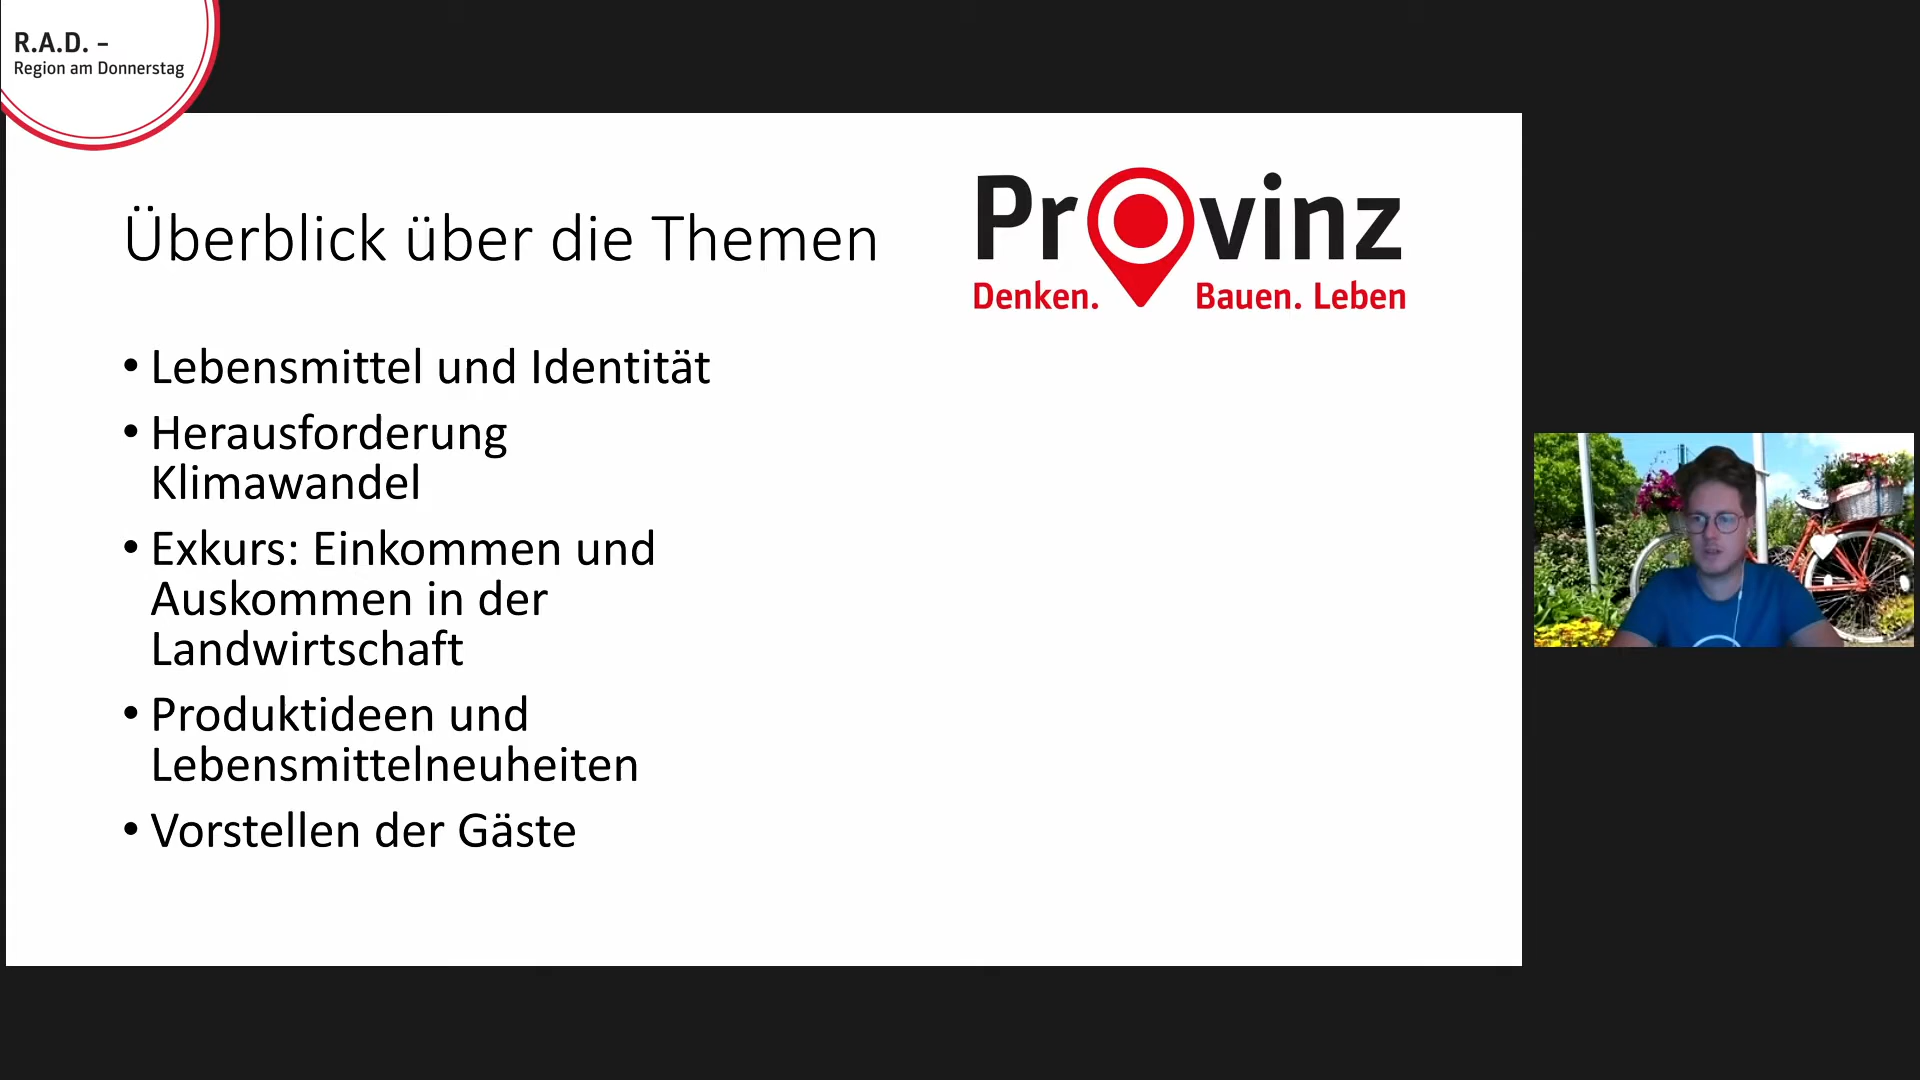 R.A.D. –
Region am Donnerstag
Überblick über die Themen
Provinz
Denken. Bauen. Leben
• Lebensmittel und Identität
• Herausforderung
Klimawandel
• Exkurs: Einkommen und
Auskommen in der
Landwirtschaft
• Produktideen und
Lebensmittelneuheiten
• Vorstellen der Gäste